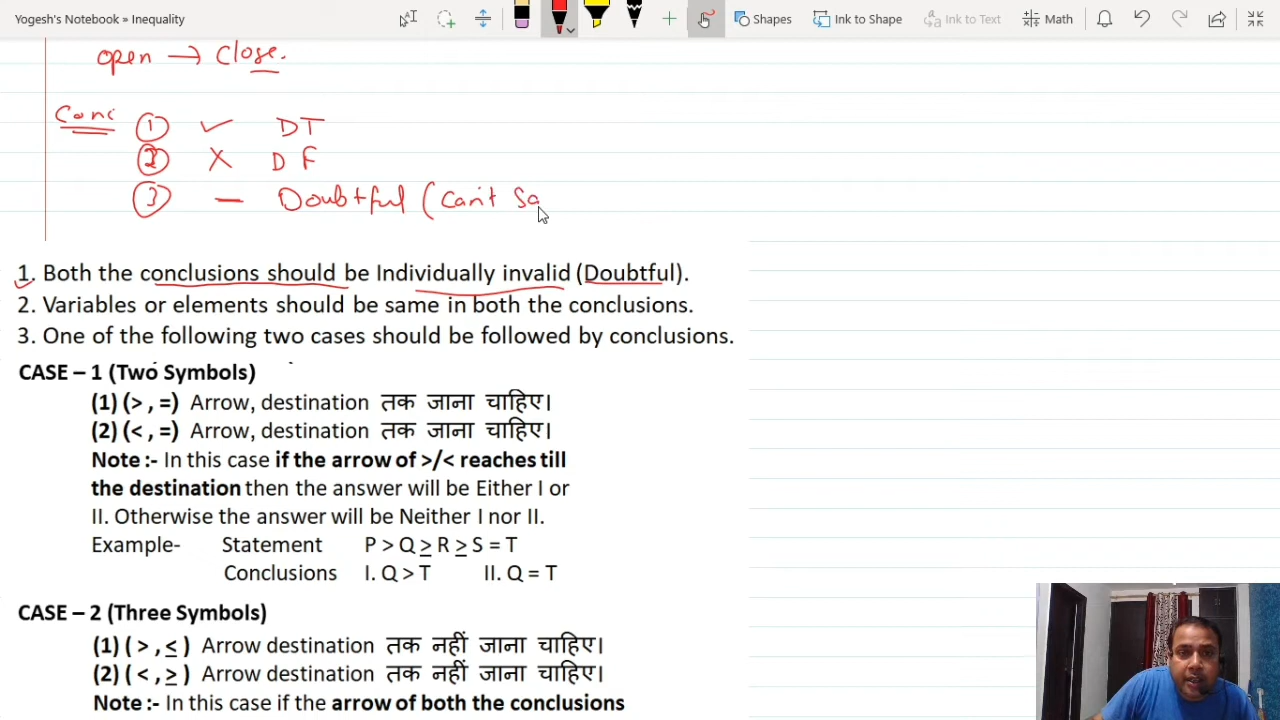 Yogesh's Notebook » Inequality
Shapes Ink to Shape Ink to Text Math
open → Close.
Conc ① ✓ DT
② X DF
③ — Doubtful (Can't Sa
1. Both the conclusions should be Individually invalid (Doubtful).
2. Variables or elements should be same in both the conclusions.
3. One of the following two cases should be followed by conclusions.
CASE – 1 (Two Symbols)
(1) (> , =) Arrow, destination तक जाना चाहिए।
(2) (< , =) Arrow, destination तक जाना चाहिए।
Note :- In this case if the arrow of >/< reaches till
the destination then the answer will be Either I or
II. Otherwise the answer will be Neither I nor II.
Example- Statement P > Q ≥ R ≥ S = T
Conclusions I. Q > T II. Q = T
CASE – 2 (Three Symbols)
(1) ( > , ≤ ) Arrow destination तक नहीं जाना चाहिए।
(2) ( < , ≥ ) Arrow destination तक नहीं जाना चाहिए।
Note :- In this case if the arrow of both the conclusions